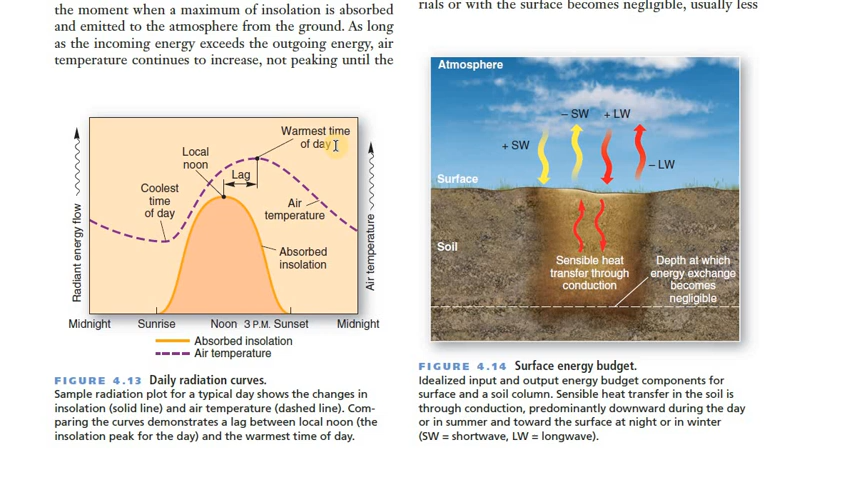 the moment when a maximum of insolation is absorbed
and emitted to the atmosphere from the ground. As long
as the incoming energy exceeds the outgoing energy, air
temperature continues to increase, not peaking until the
Warmest time
of day
Local
noon
Lag
Coolest
time
of day
Air
temperature
Absorbed
insolation
Radiant energy flow
Air temperature
Midnight Sunrise Noon 3 P.M. Sunset Midnight
Absorbed insolation
Air temperature
FIGURE 4.13 Daily radiation curves.
Sample radiation plot for a typical day shows the changes in
insolation (solid line) and air temperature (dashed line). Com-
paring the curves demonstrates a lag between local noon (the
insolation peak for the day) and the warmest time of day.
rials or with the surface becomes negligible, usually less
Atmosphere
– SW + LW
+ SW
– LW
Surface
Soil
Sensible heat
transfer through
conduction
Depth at which
energy exchange
becomes
negligible
FIGURE 4.14 Surface energy budget.
Idealized input and output energy budget components for
surface and a soil column. Sensible heat transfer in the soil is
through conduction, predominantly downward during the day
or in summer and toward the surface at night or in winter
(SW = shortwave, LW = longwave).